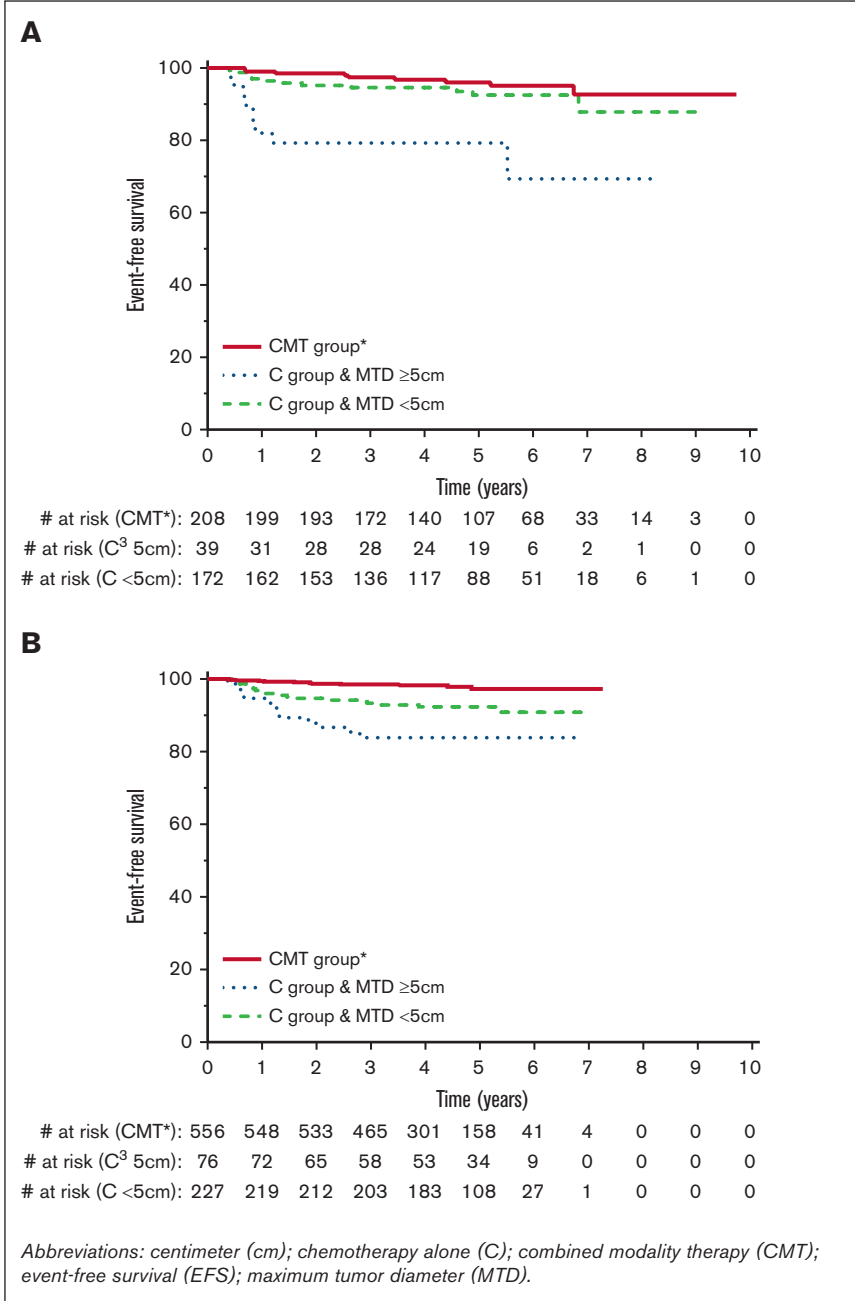 A
100
80
60
40
20
0
Event-free survival
CMT group*
C group & MTD ≥5cm
C group & MTD <5cm
0 1 2 3 4 5 6 7 8 9 10
Time (years)
# at risk (CMT*): 208 199 193 172 140 107 68 33 14 3 0
# at risk (C³ 5cm): 39 31 28 28 24 19 6 2 1 0 0
# at risk (C <5cm): 172 162 153 136 117 88 51 18 6 1 0
B
100
80
60
40
20
0
Event-free survival
CMT group*
C group & MTD ≥5cm
C group & MTD <5cm
0 1 2 3 4 5 6 7 8 9 10
Time (years)
# at risk (CMT*): 556 548 533 465 301 158 41 4 0 0 0
# at risk (C³ 5cm): 76 72 65 58 53 34 9 0 0 0 0
# at risk (C <5cm): 227 219 212 203 183 108 27 1 0 0 0
Abbreviations: centimeter (cm); chemotherapy alone (C); combined modality therapy (CMT);
event-free survival (EFS); maximum tumor diameter (MTD).